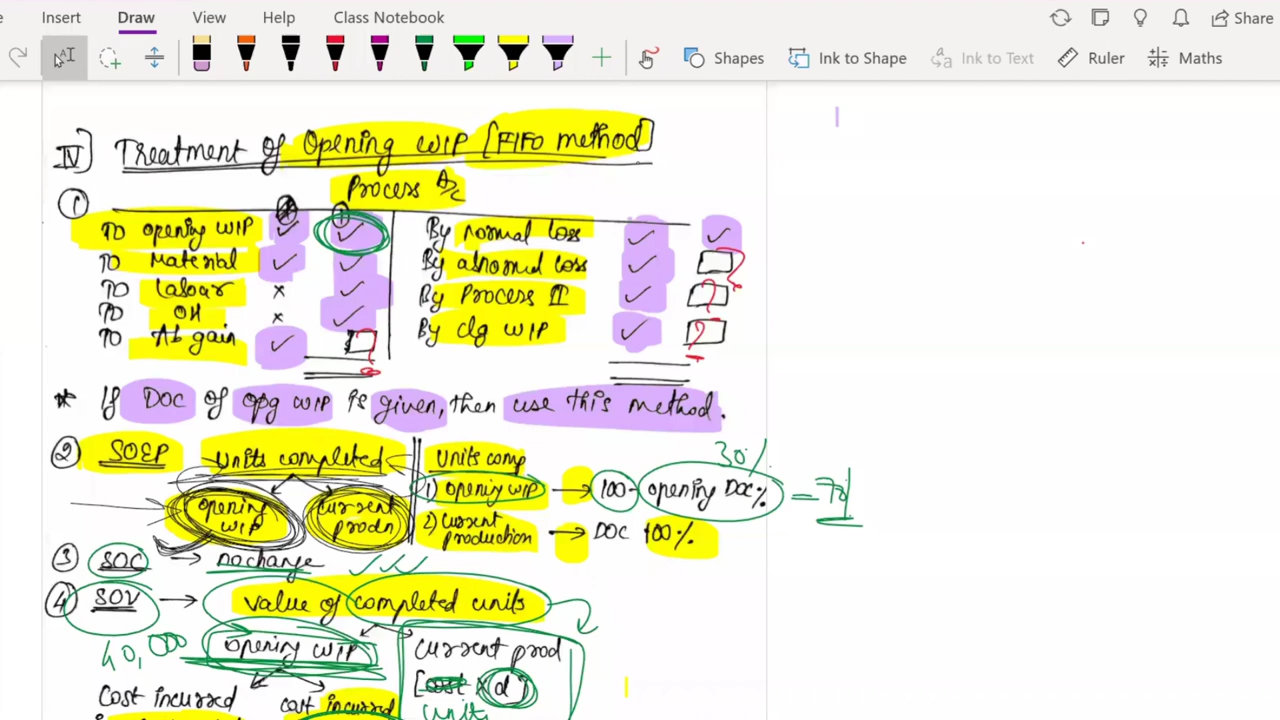 Insert Draw View Help Class Notebook Share
Shapes Ink to Shape Ink to Text Ruler Maths
IV] Treatment of Opening WIP [FIFO method]
Process A/c
①
To opening WIP ✓ ✓ By normal loss ✓ ✓
To Material ✓ ✓ By abnormal loss ✓ ?
To Labour × ✓ By Process II ✓ ?
To OH × ✓ By clg WIP ✓ ?
To Ab gain ✓ ?
* If DOC of opg WIP is given, then use this method.
② SOEP Units completed
opening WIP current prodn
Units comp 30%
1) Opening WIP → 100 - opening DOC% =
2) Current production → DOC 100%
③ SOC → No change ✓✓✓
④ SOV → Value of completed units
40,000 opening WIP current prod
Cost incurred cost incurred
units